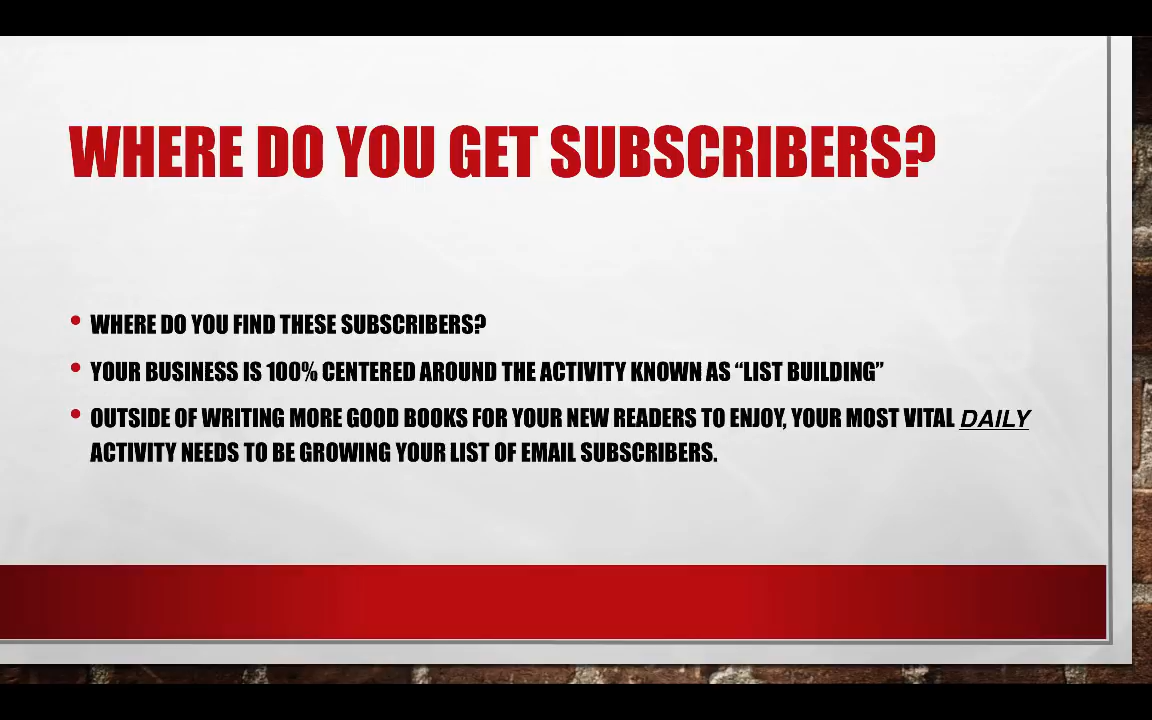 WHERE DO YOU GET SUBSCRIBERS?
• WHERE DO YOU FIND THESE SUBSCRIBERS?
• YOUR BUSINESS IS 100% CENTERED AROUND THE ACTIVITY KNOWN AS “LIST BUILDING”
• OUTSIDE OF WRITING MORE GOOD BOOKS FOR YOUR NEW READERS TO ENJOY, YOUR MOST VITAL DAILY
ACTIVITY NEEDS TO BE GROWING YOUR LIST OF EMAIL SUBSCRIBERS.